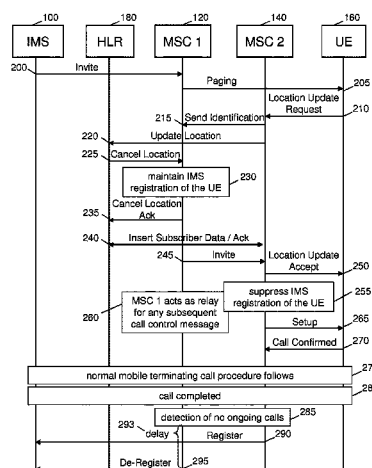 100 180 120 140 160
IMS HLR MSC 1 MSC 2 UE
200 Invite
Paging 205
Location Update
Request 210
215 Send Identification
220 Update Location
225 Cancel Location
maintain IMS
registration of the UE 230
Cancel Location
235 Ack
240 Insert Subscriber Data / Ack
245 Invite
Location Update
Accept 250
suppress IMS
registration of the UE 255
MSC 1 acts as relay
for any subsequent
call control message
260
Setup 265
Call Confirmed 270
normal mobile terminating call procedure follows
call completed
detection of no ongoing calls 285
293
delay
Register 290
De-Register 295